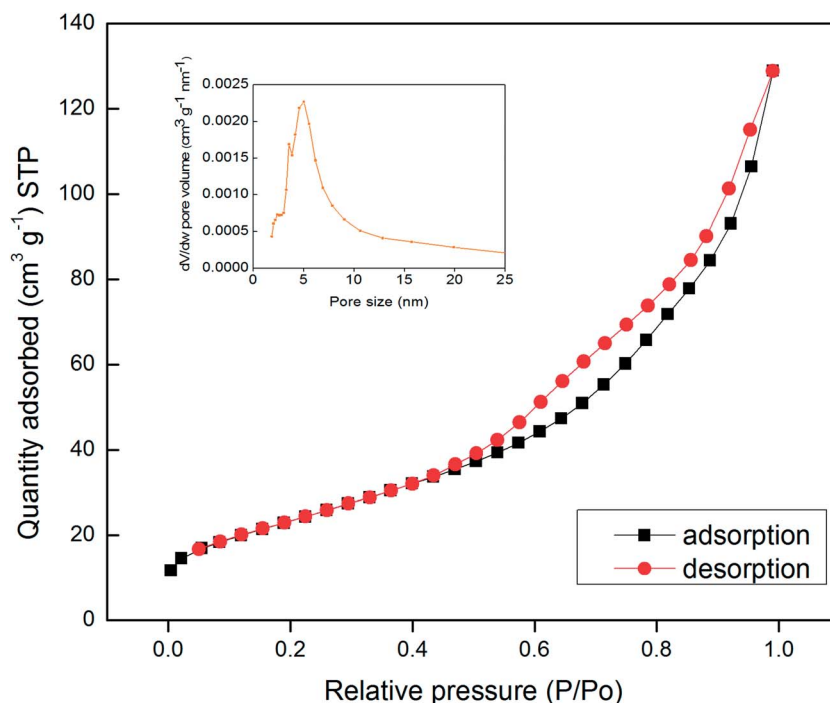 140
120
100
80
60
40
20
0
Quantity adsorbed (cm³ g⁻¹) STP
0.0 0.2 0.4 0.6 0.8 1.0
Relative pressure (P/Po)
0.0025
0.0020
0.0015
0.0010
0.0005
0.0000
dV/dw pore volume (cm³ g⁻¹ nm⁻¹)
0 5 10 15 20 25
Pore size (nm)
adsorption
desorption